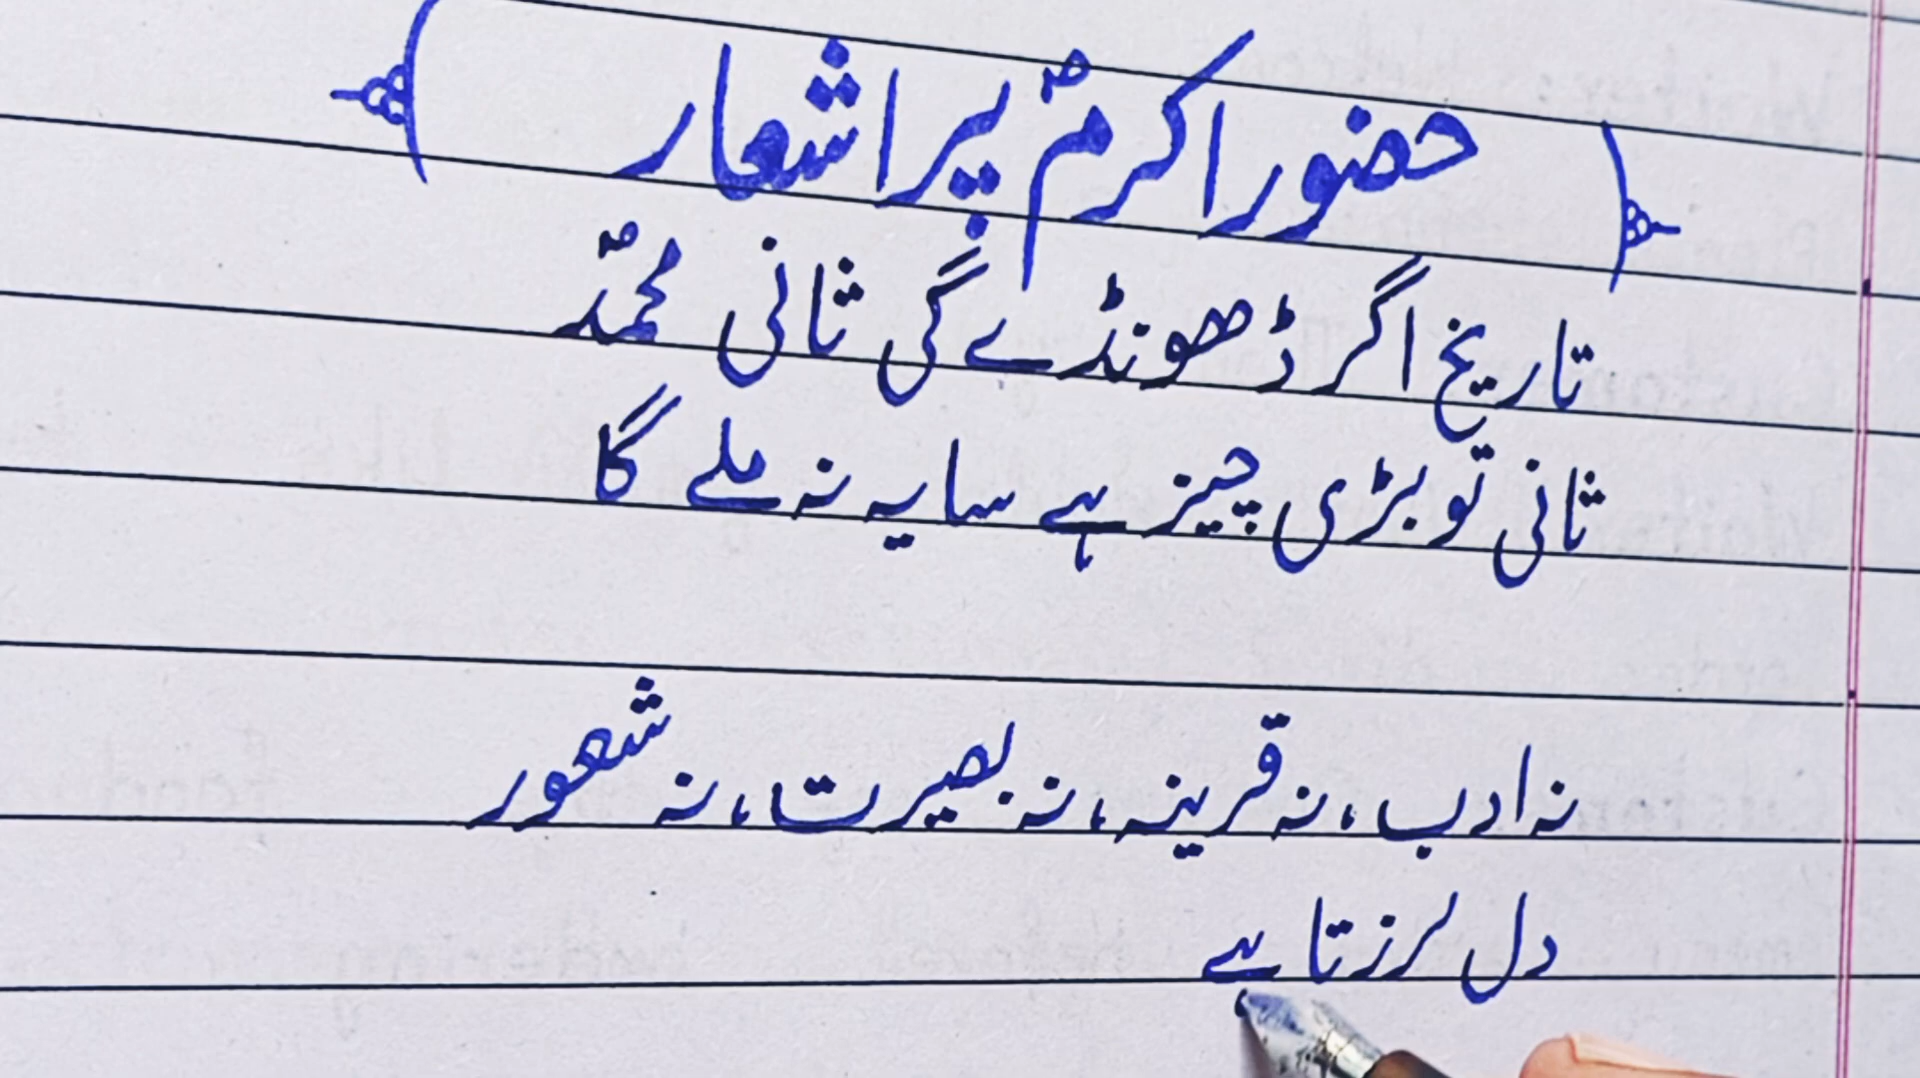 حضور اکرمؐ پر اشعار
تاریخ اگر ڈھونڈے گی ثانی محمدؐ
ثانی تو بڑی چیز ہے سایہ نہ ملے گا
نہ ادب، نہ قرینہ، نہ بصیرت، نہ شعور
دل لرزتا ہے